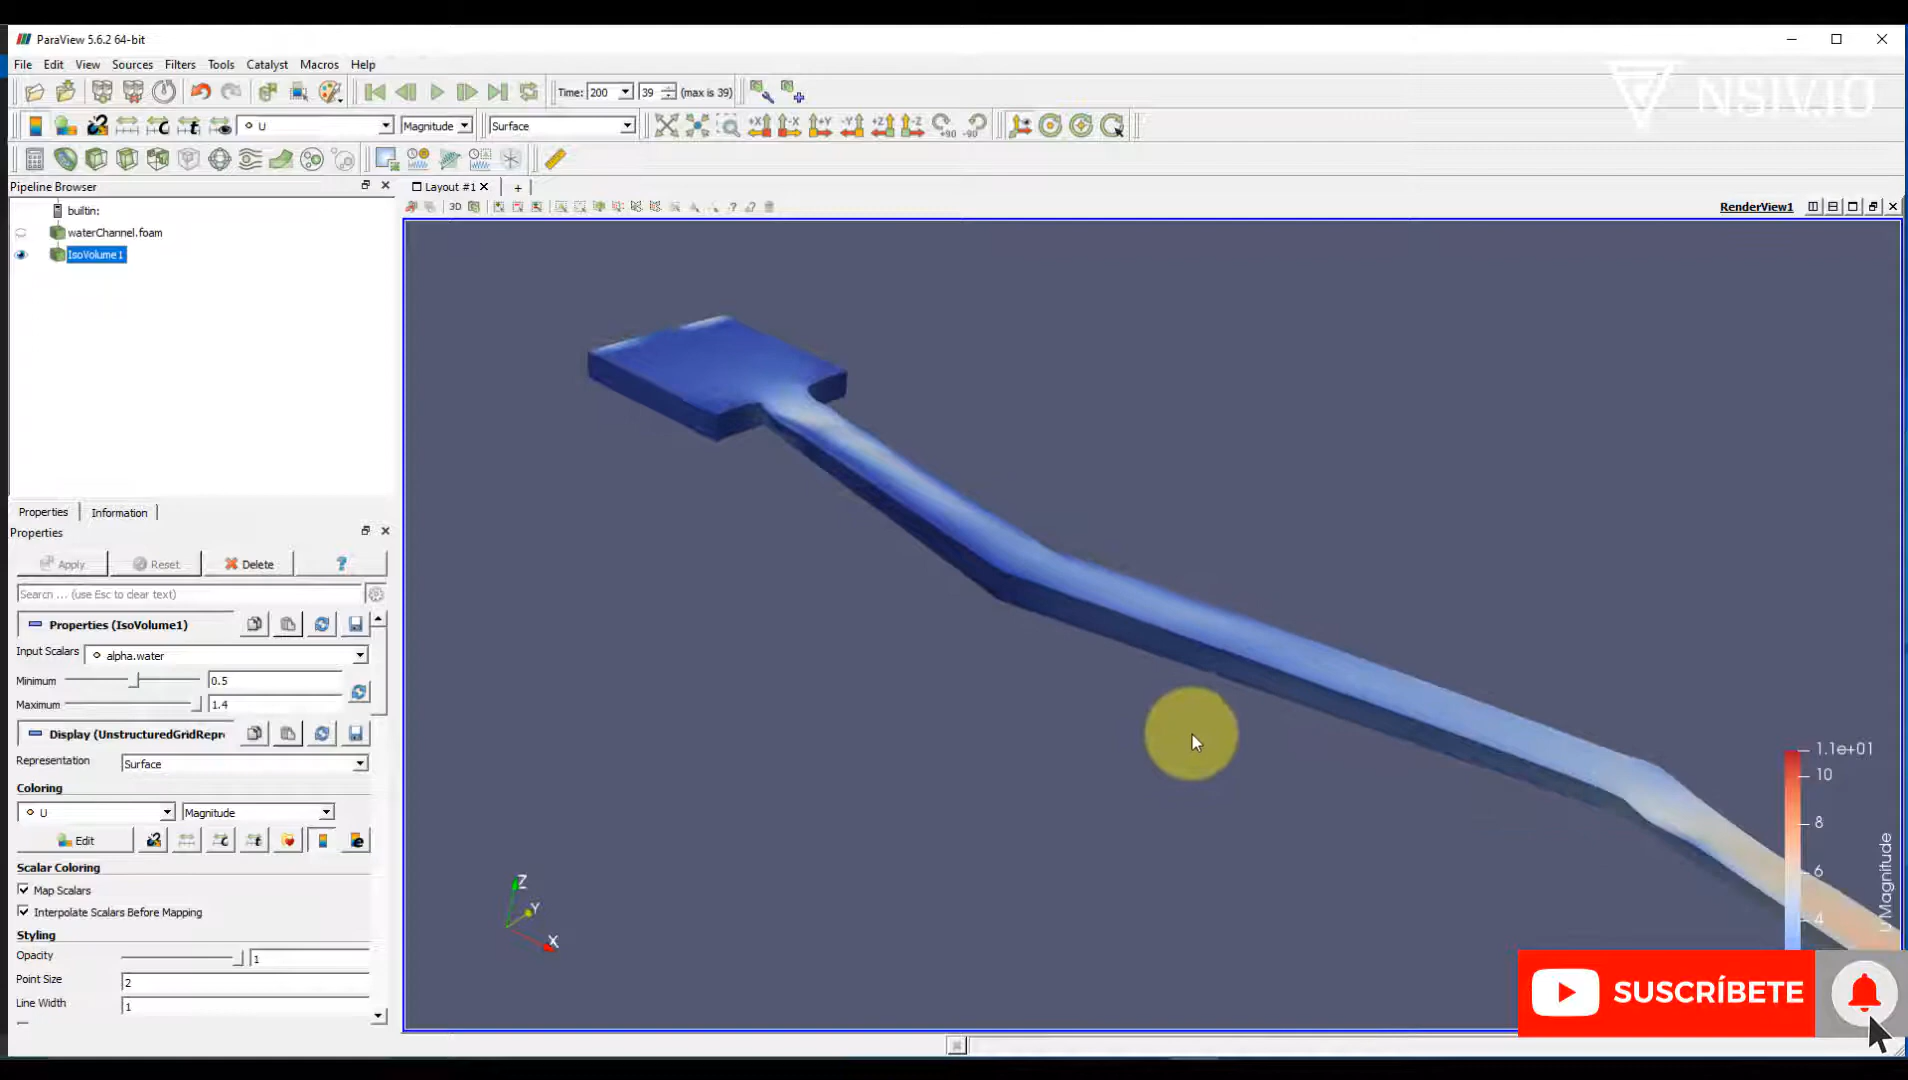 ParaView 5.6.2 64-bit
File Edit View Sources Filters Tools Catalyst Macros Help
NSIV.IO
Time: 200 39 (max is 39)
U Magnitude Surface
+X -X +Y -Y +Z -Z +90 -90
Pipeline Browser
Layout #1
builtin:
3D
RenderView1
waterChannel.foam
IsoVolume1
Properties Information
Properties
Apply Reset Delete ?
Search ... (use Esc to clear text)
Properties (IsoVolume1)
Input Scalars alpha.water
Minimum 0.5
Maximum 1.4
Display (UnstructuredGridRepr
Representation Surface
Coloring
U Magnitude
Edit
Scalar Coloring
Map Scalars
Interpolate Scalars Before Mapping
Styling
Opacity 1
Point Size 2
Line Width 1
Z
Y
X
1.1e+01
10
8
6
4
U Magnitude
SUSCRÍBETE